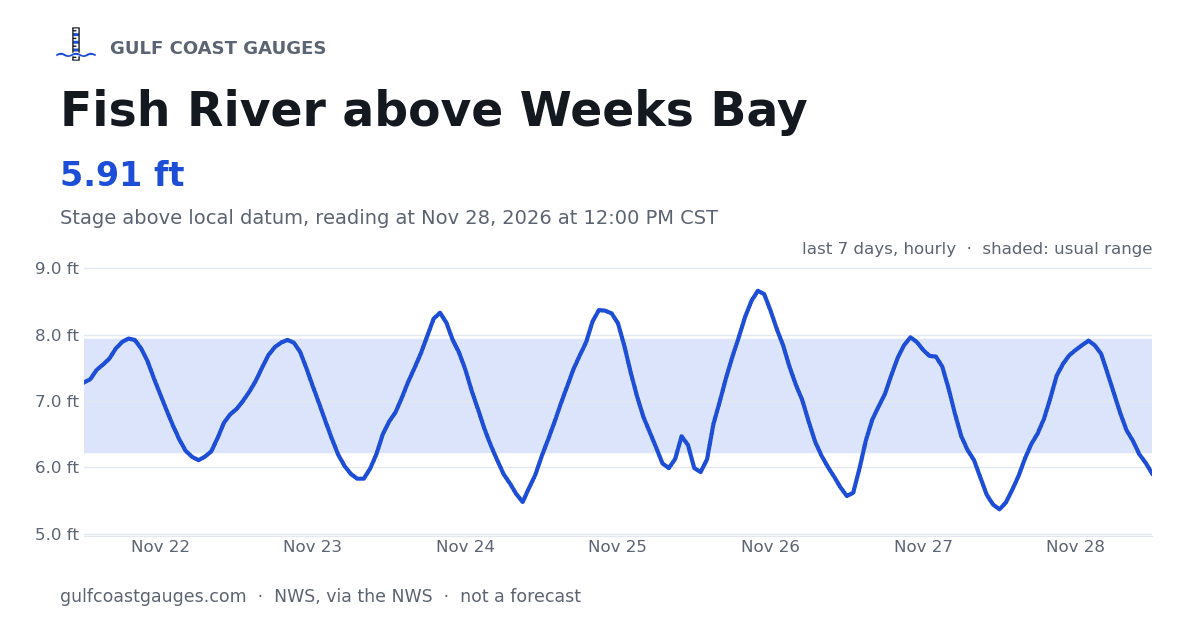 GULF COAST GAUGES
Fish River above Weeks Bay
5.91 ft
Stage above local datum, reading at Nov 28, 2026 at 12:00 PM CST
last 7 days, hourly · shaded: usual range
9.0 ft
8.0 ft
7.0 ft
6.0 ft
5.0 ft
Nov 22 Nov 23 Nov 24 Nov 25 Nov 26 Nov 27 Nov 28
gulfcoastgauges.com · NWS, via the NWS · not a forecast